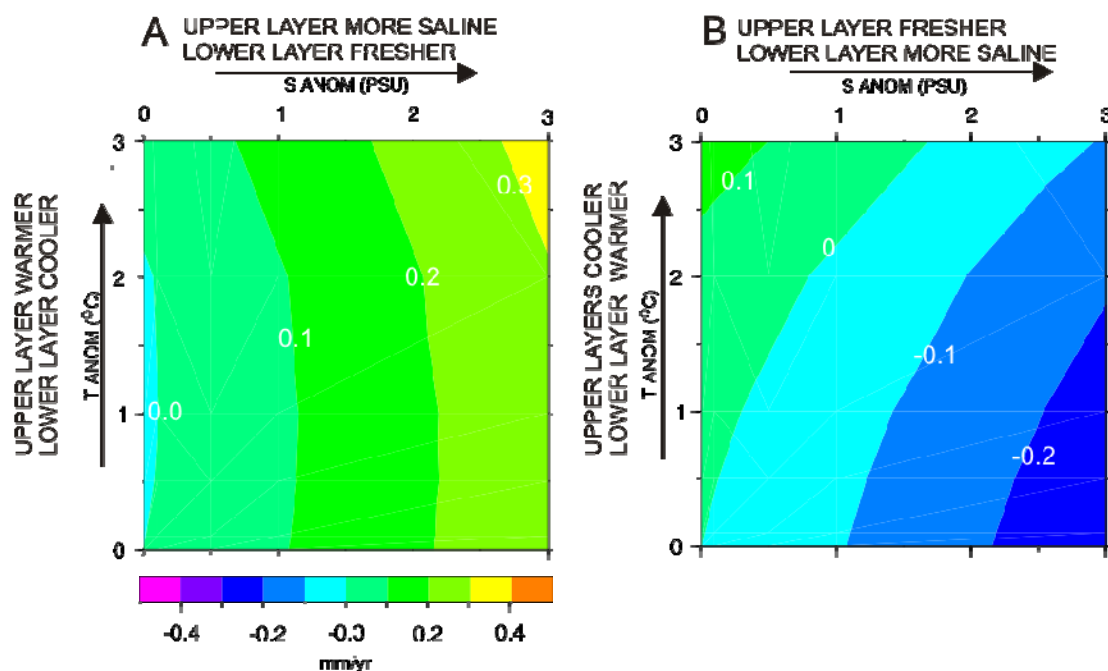 A UPPER LAYER MORE SALINE
LOWER LAYER FRESHER
S ANOM (PSU)
0 1 2 3
3
2
1
0
UPPER LAYER WARMER
LOWER LAYER COOLER
T ANOM (⁰C)
0.3
0.2
0.1
0.0
-0.4 -0.2 -0.0 0.2 0.4
mm/yr
B UPPER LAYER FRESHER
LOWER LAYER MORE SALINE
S ANOM (PSU)
0 1 2 3
3
2
1
0
UPPER LAYERS COOLER
LOWER LAYER WARMER
T ANOM (⁰C)
0.1
0
-0.1
-0.2